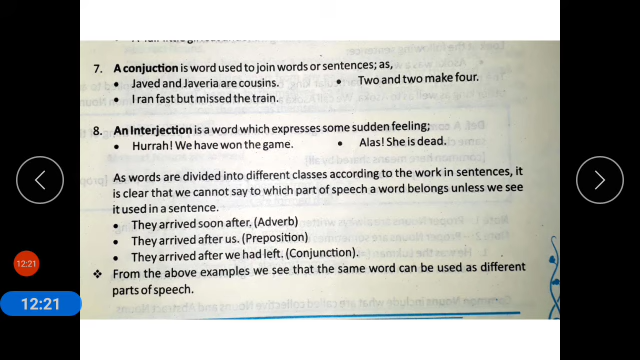 7. A conjuction is word used to join words or sentences; as,
• Javed and Javeria are cousins. • Two and two make four.
• I ran fast but missed the train.
8. An Interjection is a word which expresses some sudden feeling;
• Hurrah! We have won the game. • Alas! She is dead.
As words are divided into different classes according to the work in sentences, it
is clear that we cannot say to which part of speech a word belongs unless we see
it used in a sentence.
• They arrived soon after. (Adverb)
• They arrived after us. (Preposition)
• They arrived after we had left. (Conjunction).
❖ From the above examples we see that the same word can be used as different
parts of speech.
12:21
12:21